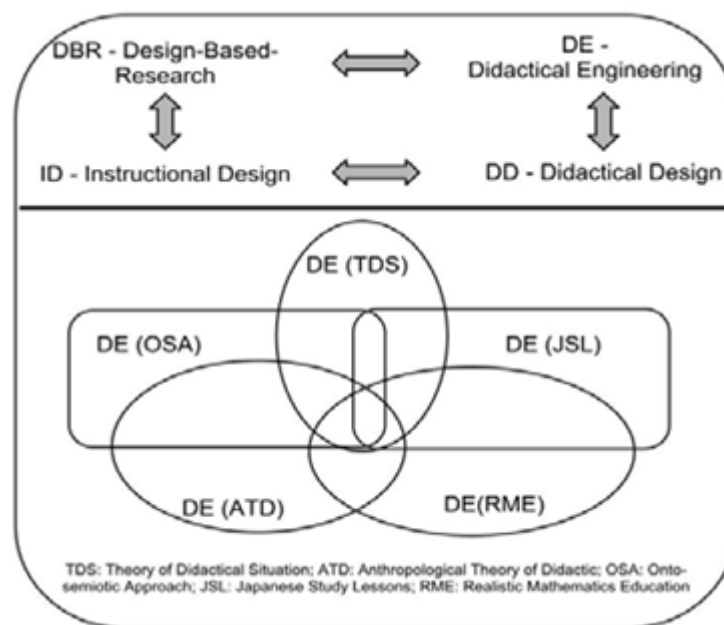 DBR - Design-Based-
Research
DE -
Didactical Engineering
ID - Instructional Design
DD - Didactical Design
DE (TDS)
DE (OSA)
DE (JSL)
DE (ATD)
DE(RME)
TDS: Theory of Didactical Situation; ATD: Anthropological Theory of Didactic; OSA: Onto-
semiotic Approach; JSL: Japanese Study Lessons; RME: Realistic Mathematics Education